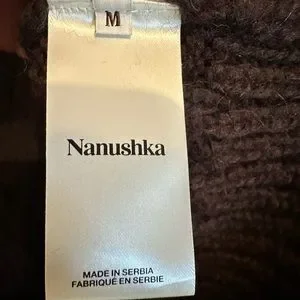 M
Nanushka
MADE IN SERBIA
FABRIQUÉ EN SERBIE